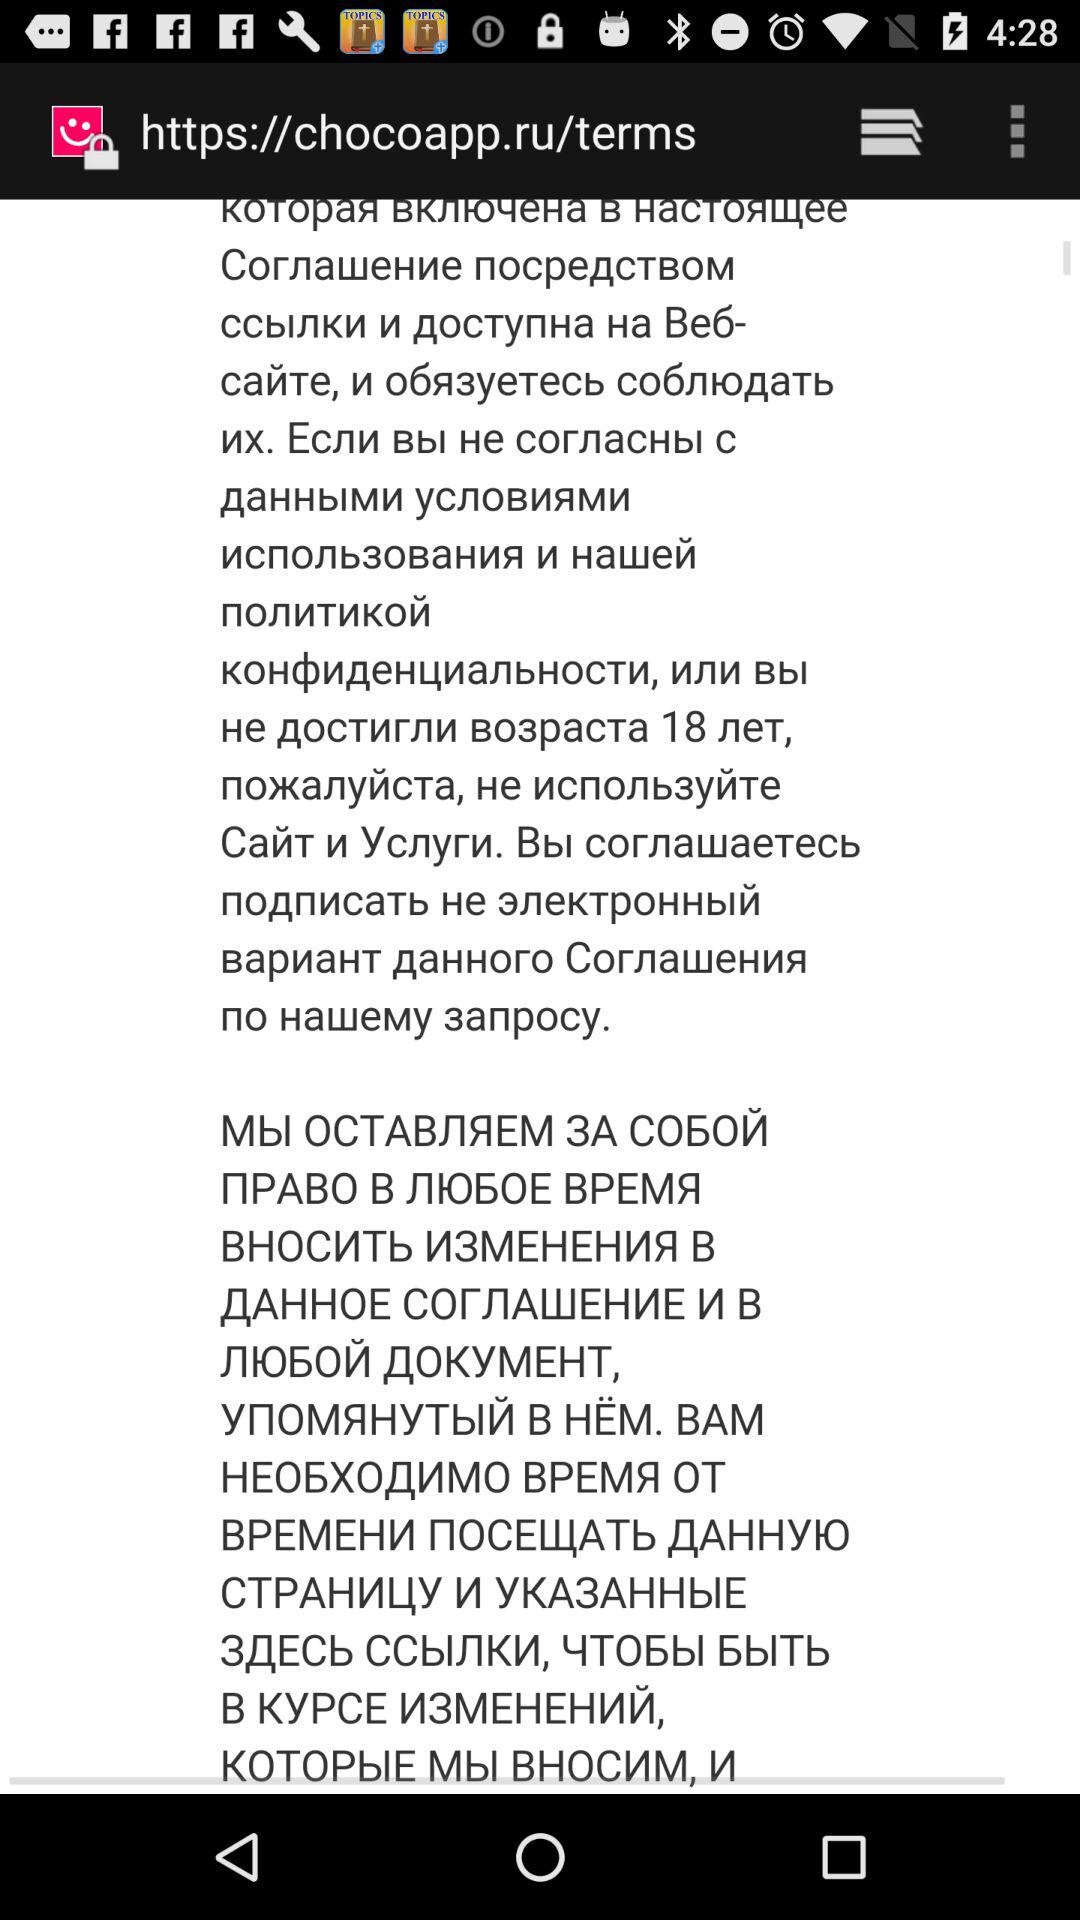 TOPICS TOPICS 4:28
https://chocoapp.ru/terms
которая включена в настоящее
Соглашение посредством
ссылки и доступна на Веб-
сайте, и обязуетесь соблюдать
их. Если вы не согласны с
данными условиями
использования и нашей
политикой
конфиденциальности, или вы
не достигли возраста 18 лет,
пожалуйста, не используйте
Сайт и Услуги. Вы соглашаетесь
подписать не электронный
вариант данного Соглашения
по нашему запросу.
МЫ ОСТАВЛЯЕМ ЗА СОБОЙ
ПРАВО В ЛЮБОЕ ВРЕМЯ
ВНОСИТЬ ИЗМЕНЕНИЯ В
ДАННОЕ СОГЛАШЕНИЕ И В
ЛЮБОЙ ДОКУМЕНТ,
УПОМЯНУТЫЙ В НЁМ. ВАМ
НЕОБХОДИМО ВРЕМЯ ОТ
ВРЕМЕНИ ПОСЕЩАТЬ ДАННУЮ
СТРАНИЦУ И УКАЗАННЫЕ
ЗДЕСЬ ССЫЛКИ, ЧТОБЫ БЫТЬ
В КУРСЕ ИЗМЕНЕНИЙ,
КОТОРЫЕ МЫ ВНОСИМ, И